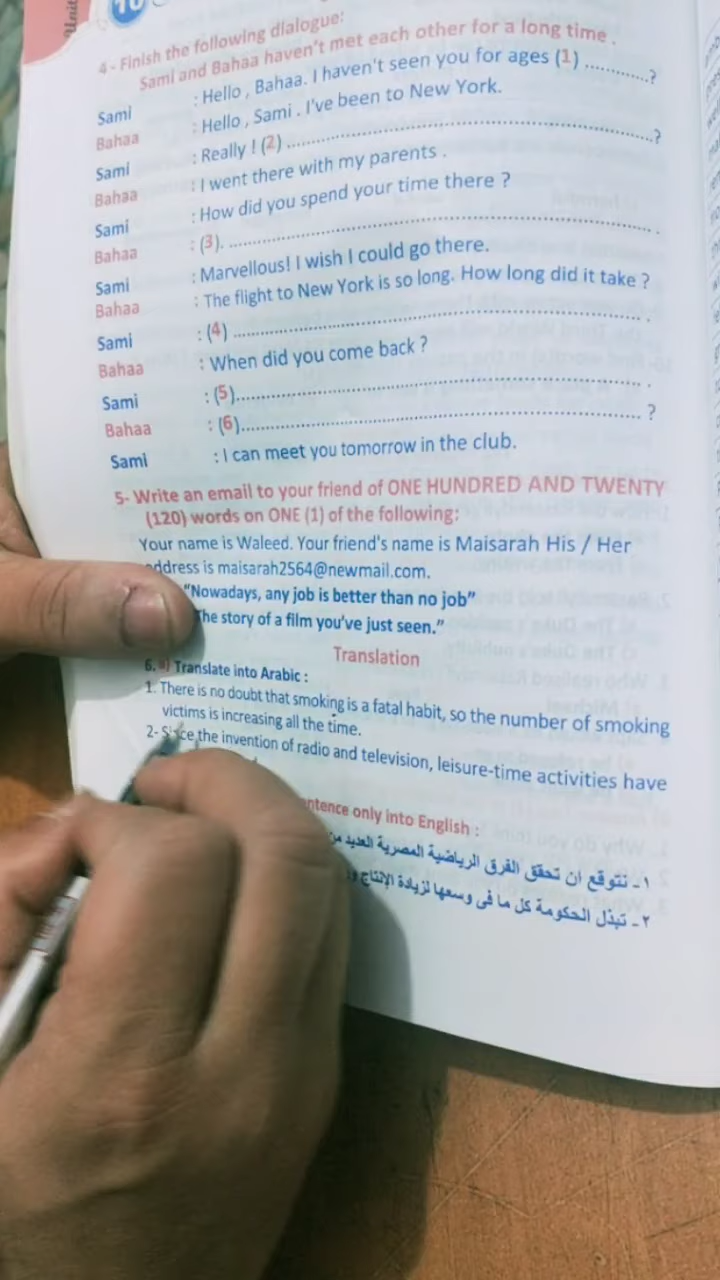 Unit
10
4 - Finish the following dialogue:
Sami and Bahaa haven't met each other for a long time .
Sami : Hello , Bahaa. I haven't seen you for ages (1) ............?
Bahaa : Hello , Sami . I've been to New York.
Sami : Really ! (2) ............?
Bahaa : I went there with my parents .
Sami : How did you spend your time there ?
Bahaa : (3). ............ .
Sami : Marvellous! I wish I could go there.
Bahaa : The flight to New York is so long. How long did it take ?
Sami : (4) ............ .
Bahaa : When did you come back ?
Sami : (5)............ .
Bahaa : (6)............ ?
Sami : I can meet you tomorrow in the club.
5- Write an email to your friend of ONE HUNDRED AND TWENTY
(120) words on ONE (1) of the following:
Your name is Waleed. Your friend's name is Maisarah His / Her
address is maisarah2564@newmail.com.
"Nowadays, any job is better than no job"
The story of a film you've just seen."
Translation
6. a) Translate into Arabic :
1. There is no doubt that smoking is a fatal habit, so the number of smoking
victims is increasing all the time.
2- Since the invention of radio and television, leisure-time activities have
sentence only into English :
١- نتوقع ان تحقق الفرق الرياضية المصرية العديد من
٢- تبذل الحكومة كل ما فى وسعها لزيادة الإنتاج